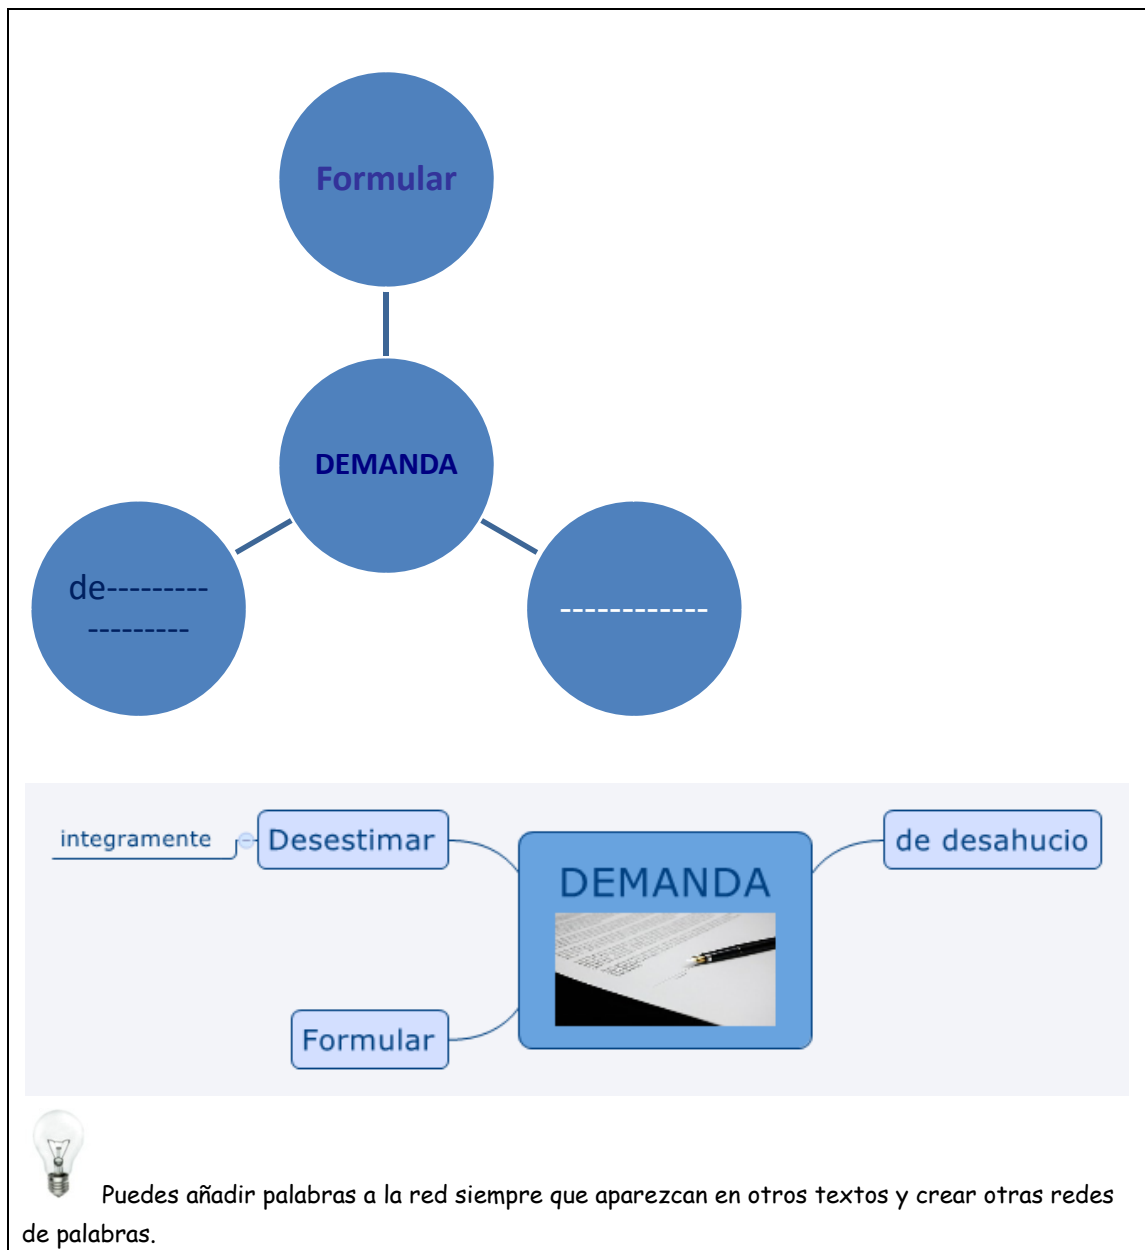 Formular
DEMANDA
de---------
---------
------------
integramente
Desestimar
DEMANDA
de desahucio
Formular
Puedes añadir palabras a la red siempre que aparezcan en otros textos y crear otras redes
de palabras.